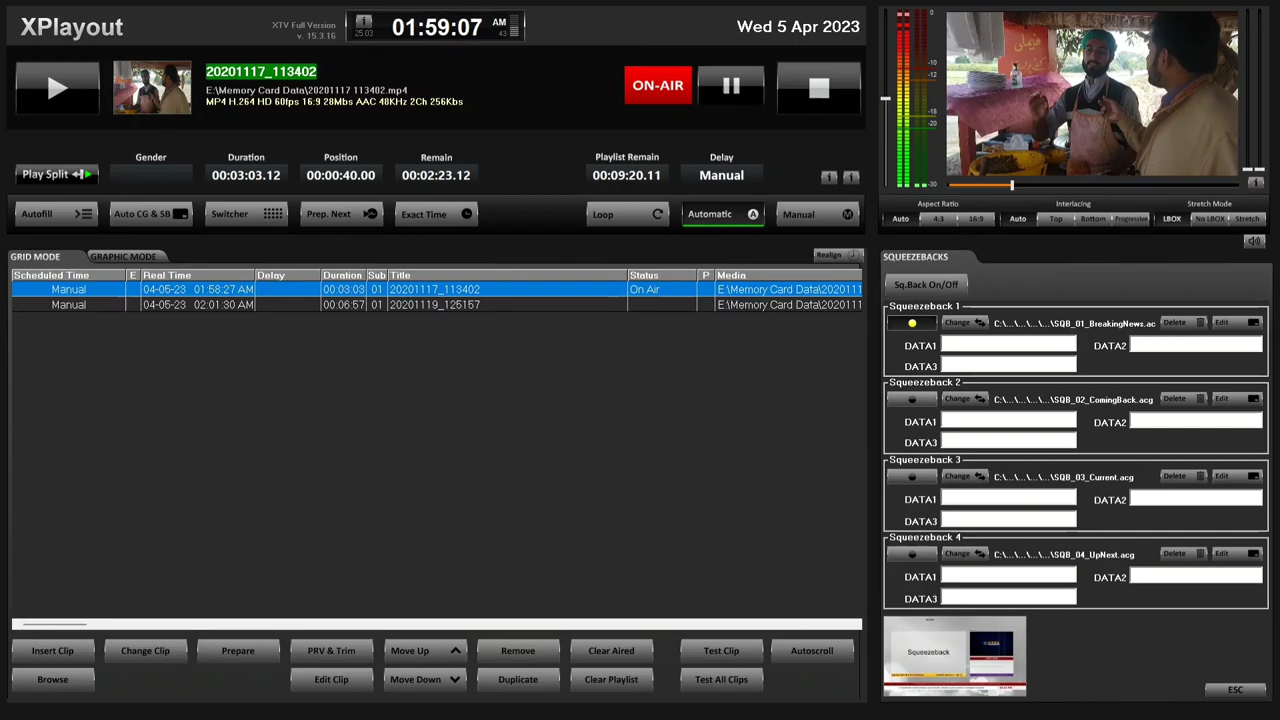 XPlayout
XTV Full Version
v. 15.3.16
25.03
01:59:07 AM
43
Wed 5 Apr 2023
20201117_113402
E:\Memory Card Data\20201117 113402.mp4
MP4 H.264 HD 60fps 16:9 28Mbs AAC 48KHz 2Ch 256Kbs
ON-AIR
0
-10
-12
-16
-20
-30
فیملی
Play Split
Gender
Duration
00:03:03.12
Position
00:00:40.00
Remain
00:02:23.12
Playlist Remain
00:09:20.11
Delay
Manual
Autofill
Auto CG & SB
Switcher
Prep. Next
Exact Time
Loop
Automatic A
Manual M
Aspect Ratio Interlacing Stretch Mode
Auto 4:3 16:9 Auto Top Bottom Progressive LBOX No LBOX Stretch
GRID MODE GRAPHIC MODE Realign
Scheduled Time E Real Time Delay Duration Sub Title Status P Media
Manual 04-05-23 01:58:27 AM 00:03:03 01 20201117_113402 On Air E:\Memory Card Data\2020111
Manual 04-05-23 02:01:30 AM 00:06:57 01 20201119_125157 E:\Memory Card Data\2020111
Insert Clip Change Clip Prepare PRV & Trim Move Up Remove Clear Aired Test Clip Autoscroll
Browse Edit Clip Move Down Duplicate Clear Playlist Test All Clips
SQUEEZEBACKS
Sq.Back On/Off
Squeezeback 1
Change C:\...\...\...\SQB_01_BreakingNews.ac Delete Edit
DATA1 DATA2
DATA3
Squeezeback 2
Change C:\...\...\...\SQB_02_ComingBack.acg Delete Edit
DATA1 DATA2
DATA3
Squeezeback 3
Change C:\...\...\...\SQB_03_Current.acg Delete Edit
DATA1 DATA2
DATA3
Squeezeback 4
Change C:\...\...\...\SQB_04_UpNext.acg Delete Edit
DATA1 DATA2
DATA3
Squeezeback
ESC